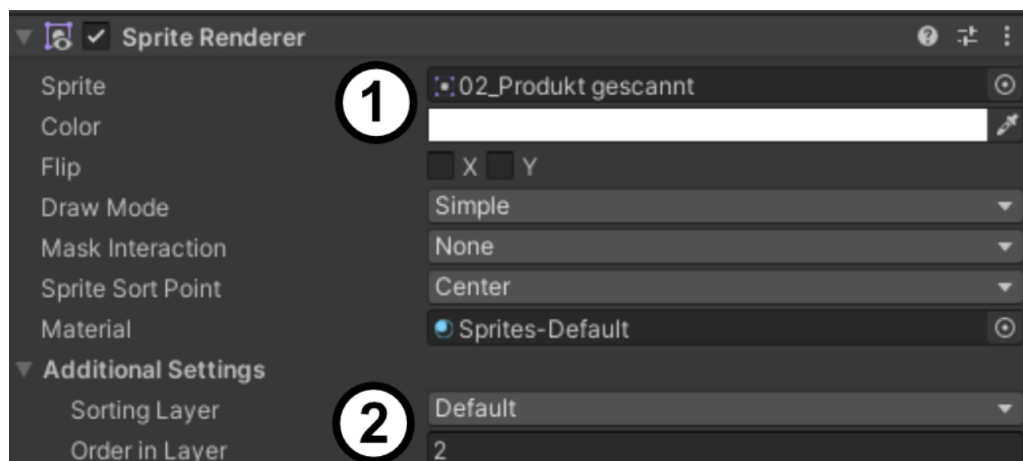 Sprite Renderer
Sprite 1 02_Produkt gescannt
Color
Flip X Y
Draw Mode Simple
Mask Interaction None
Sprite Sort Point Center
Material Sprites-Default
Additional Settings
Sorting Layer 2 Default
Order in Layer 2